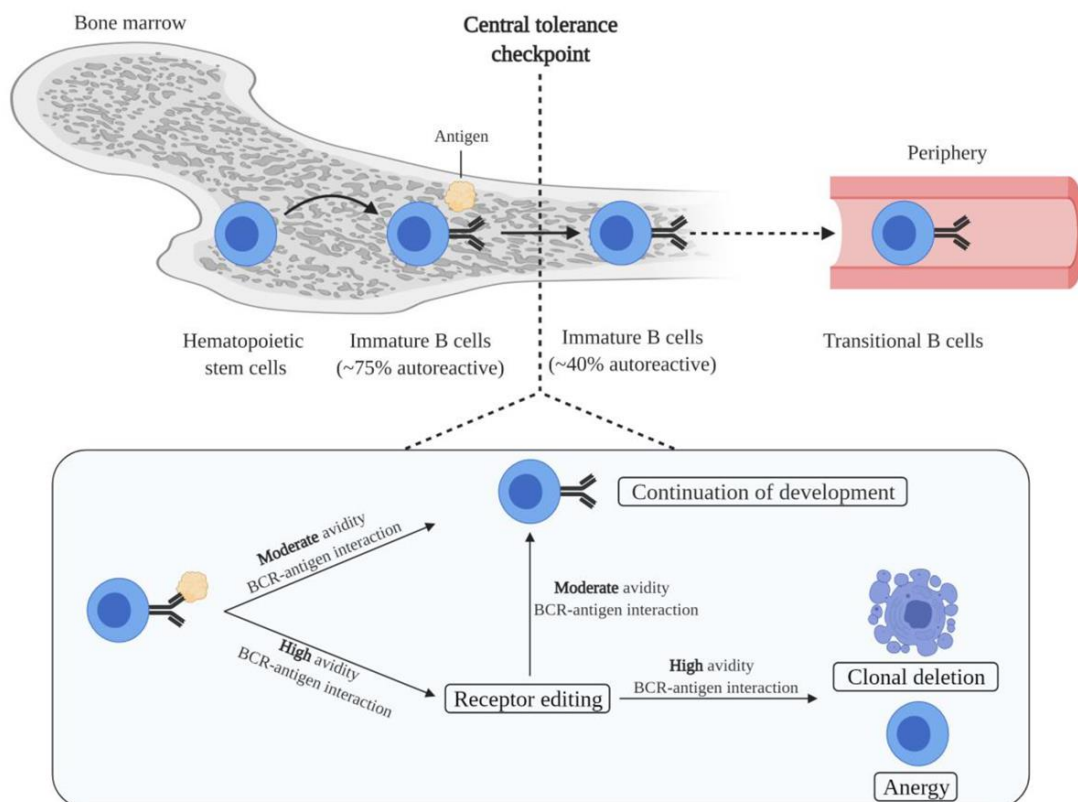 Bone marrow
Central tolerance
checkpoint
Antigen
Periphery
Hematopoietic
stem cells
Immature B cells
(~75% autoreactive)
Immature B cells
(~40% autoreactive)
Transitional B cells
Continuation of development
Moderate avidity
BCR-antigen interaction
Moderate avidity
BCR-antigen interaction
High avidity
BCR-antigen interaction
Receptor editing
High avidity
BCR-antigen interaction
Clonal deletion
Anergy